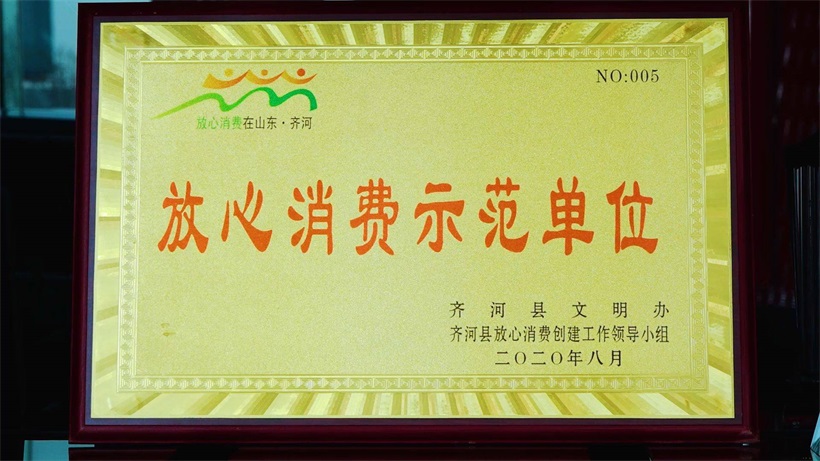 NO:005
放心消费在山东·齐河
放心消费示范单位
齐河县文明办
齐河县放心消费创建工作领导小组
二〇二〇年八月